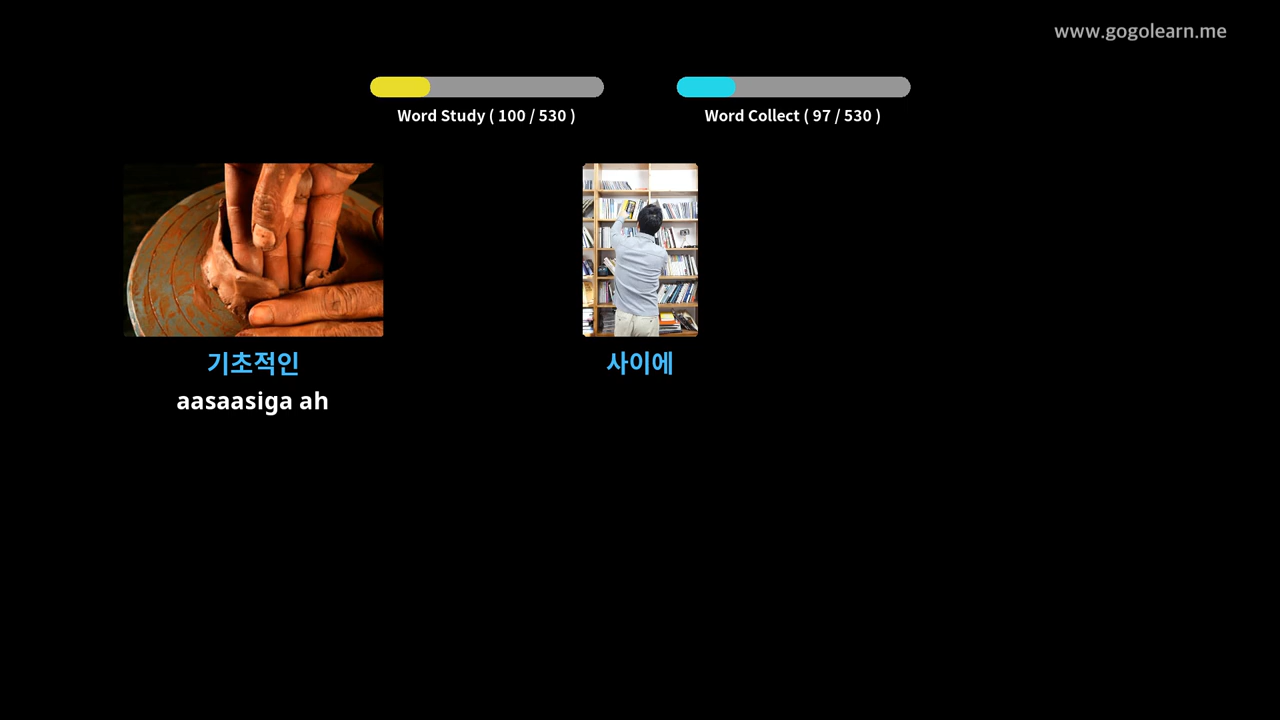 www.gogolearn.me
Word Study ( 100 / 530 )
Word Collect ( 97 / 530 )
기초적인
사이에
aasaasiga ah